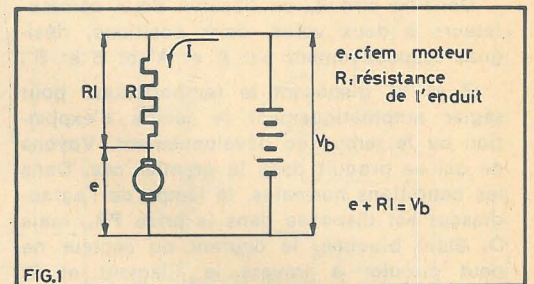 I
e : cfem moteur
R : résistance
de l'enduit
RI
R
Vb
e
e + RI = Vb
FIG.1